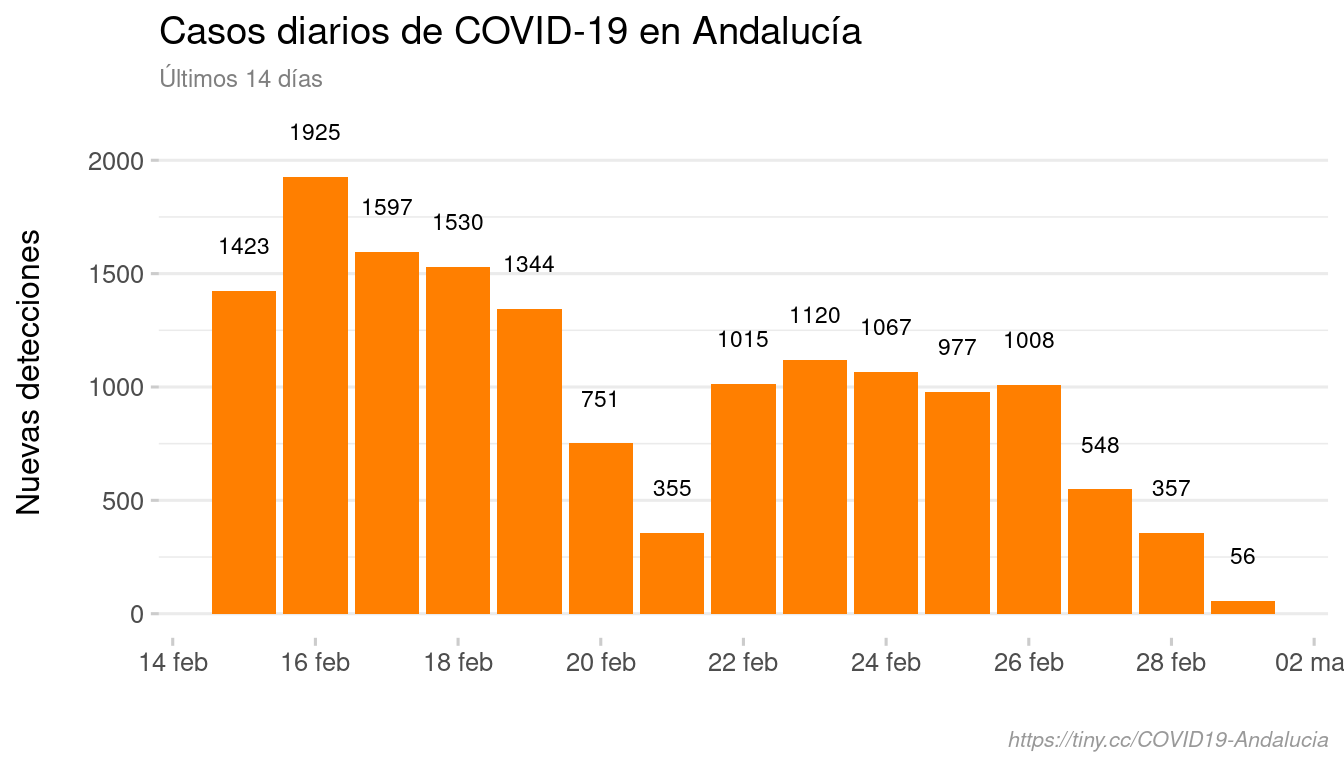 Casos diarios de COVID-19 en Andalucía
Últimos 14 días
Nuevas detecciones
2000
1500
1000
500
0
1423
1925
1597
1530
1344
751
355
1015
1120
1067
977
1008
548
357
56
14 feb
16 feb
18 feb
20 feb
22 feb
24 feb
26 feb
28 feb
02 ma
https://tiny.cc/COVID19-Andalucia